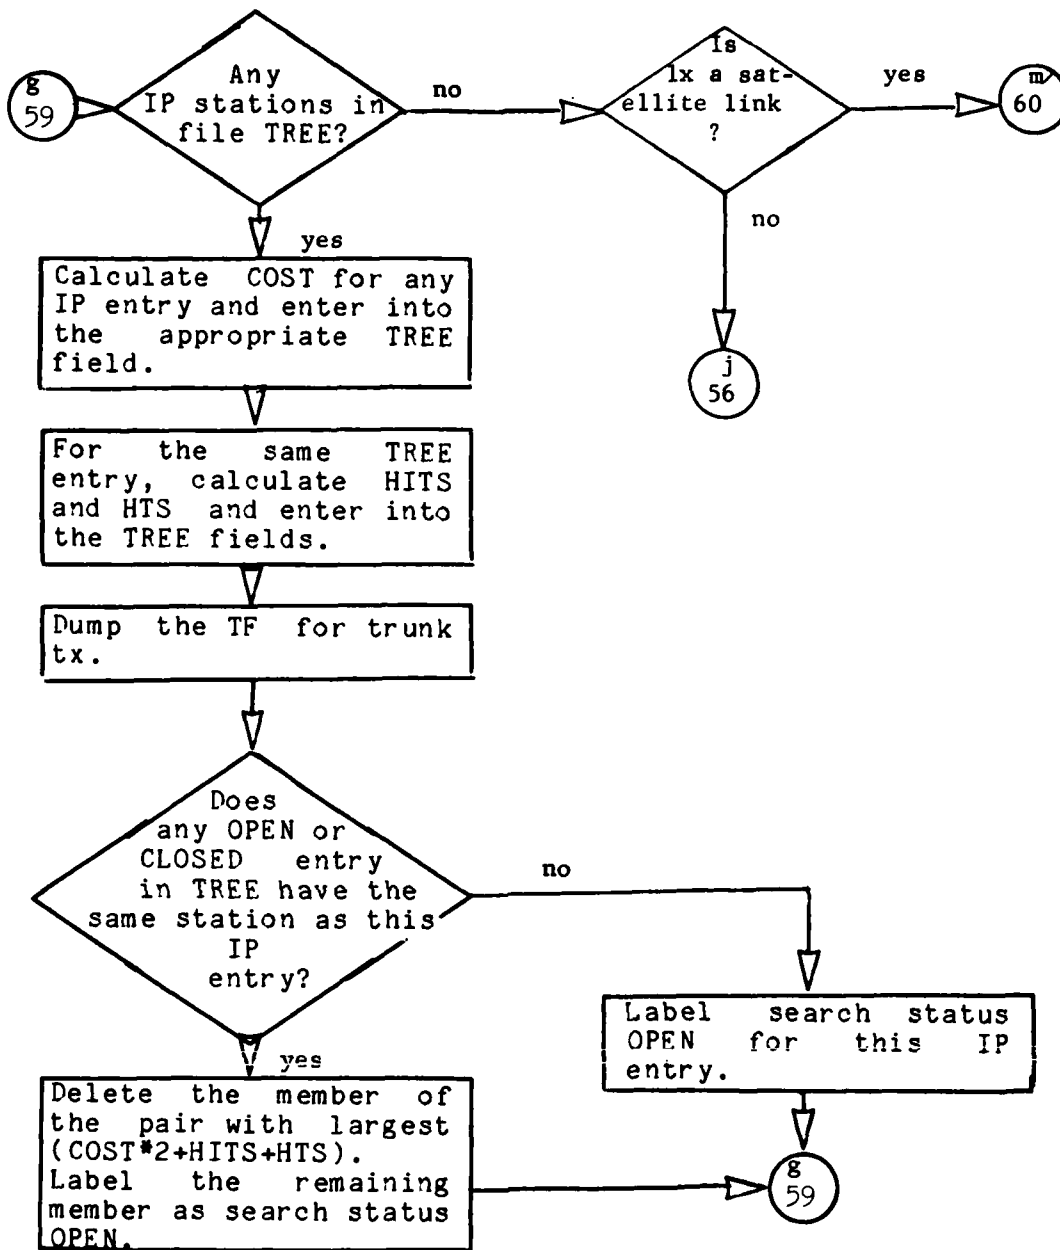 g
59
Any
IP stations in
file TREE?
no
Is
lx a sat-
ellite link
?
yes
m
60
no
j
56
yes
Calculate COST for any
IP entry and enter into
the appropriate TREE
field.
For the same TREE
entry, calculate HITS
and HTS and enter into
the TREE fields.
Dump the TF for trunk
tx.
Does
any OPEN or
CLOSED entry
in TREE have the
same station as this
IP
entry?
no
Label search status
OPEN for this IP
entry.
yes
Delete the member of
the pair with largest
(COST*2+HITS+HTS).
Label the remaining
member as search status
OPEN.
g
59